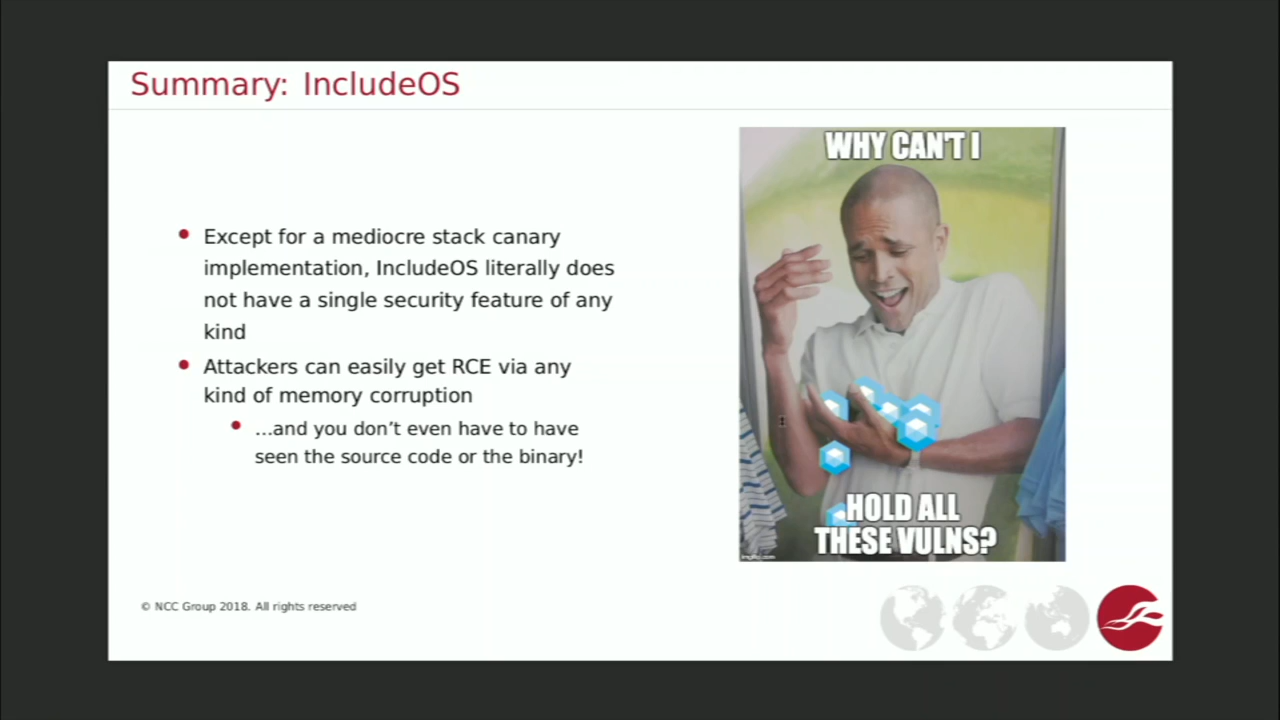 Summary: IncludeOS
Except for a mediocre stack canary
implementation, IncludeOS literally does
not have a single security feature of any
kind
Attackers can easily get RCE via any
kind of memory corruption
...and you don't even have to have
seen the source code or the binary!
WHY CAN'T I
HOLD ALL
THESE VULNS?
imgflip.com
© NCC Group 2018. All rights reserved